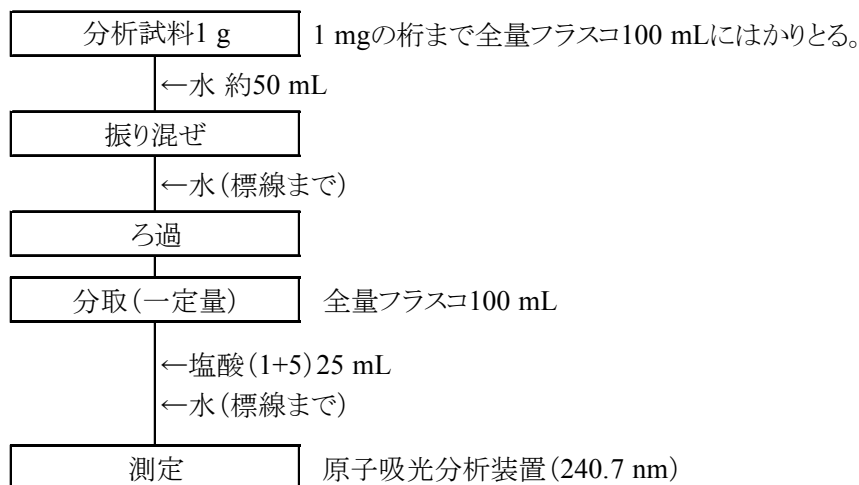 分析試料1 g 1 mgの桁まで全量フラスコ100 mLにはかりとる。
←水 約50 mL
振り混ぜ
←水（標線まで）
ろ過
分取（一定量） 全量フラスコ100 mL
←塩酸（1+5）25 mL
←水（標線まで）
測定 原子吸光分析装置（240.7 nm）